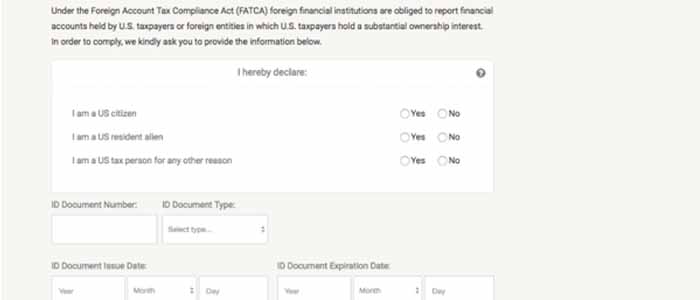 Under the Foreign Account Tax Compliance Act (FATCA) foreign financial institutions are obliged to report financial
accounts held by U.S. taxpayers or foreign entities in which U.S. taxpayers hold a substantial ownership interest.
In order to comply, we kindly ask you to provide the information below.
I hereby declare:
I am a US citizen Yes No
I am a US resident alien Yes No
I am a US tax person for any other reason Yes No
ID Document Number: ID Document Type:
Select type...
ID Document Issue Date: ID Document Expiration Date:
Year Month Day Year Month Day